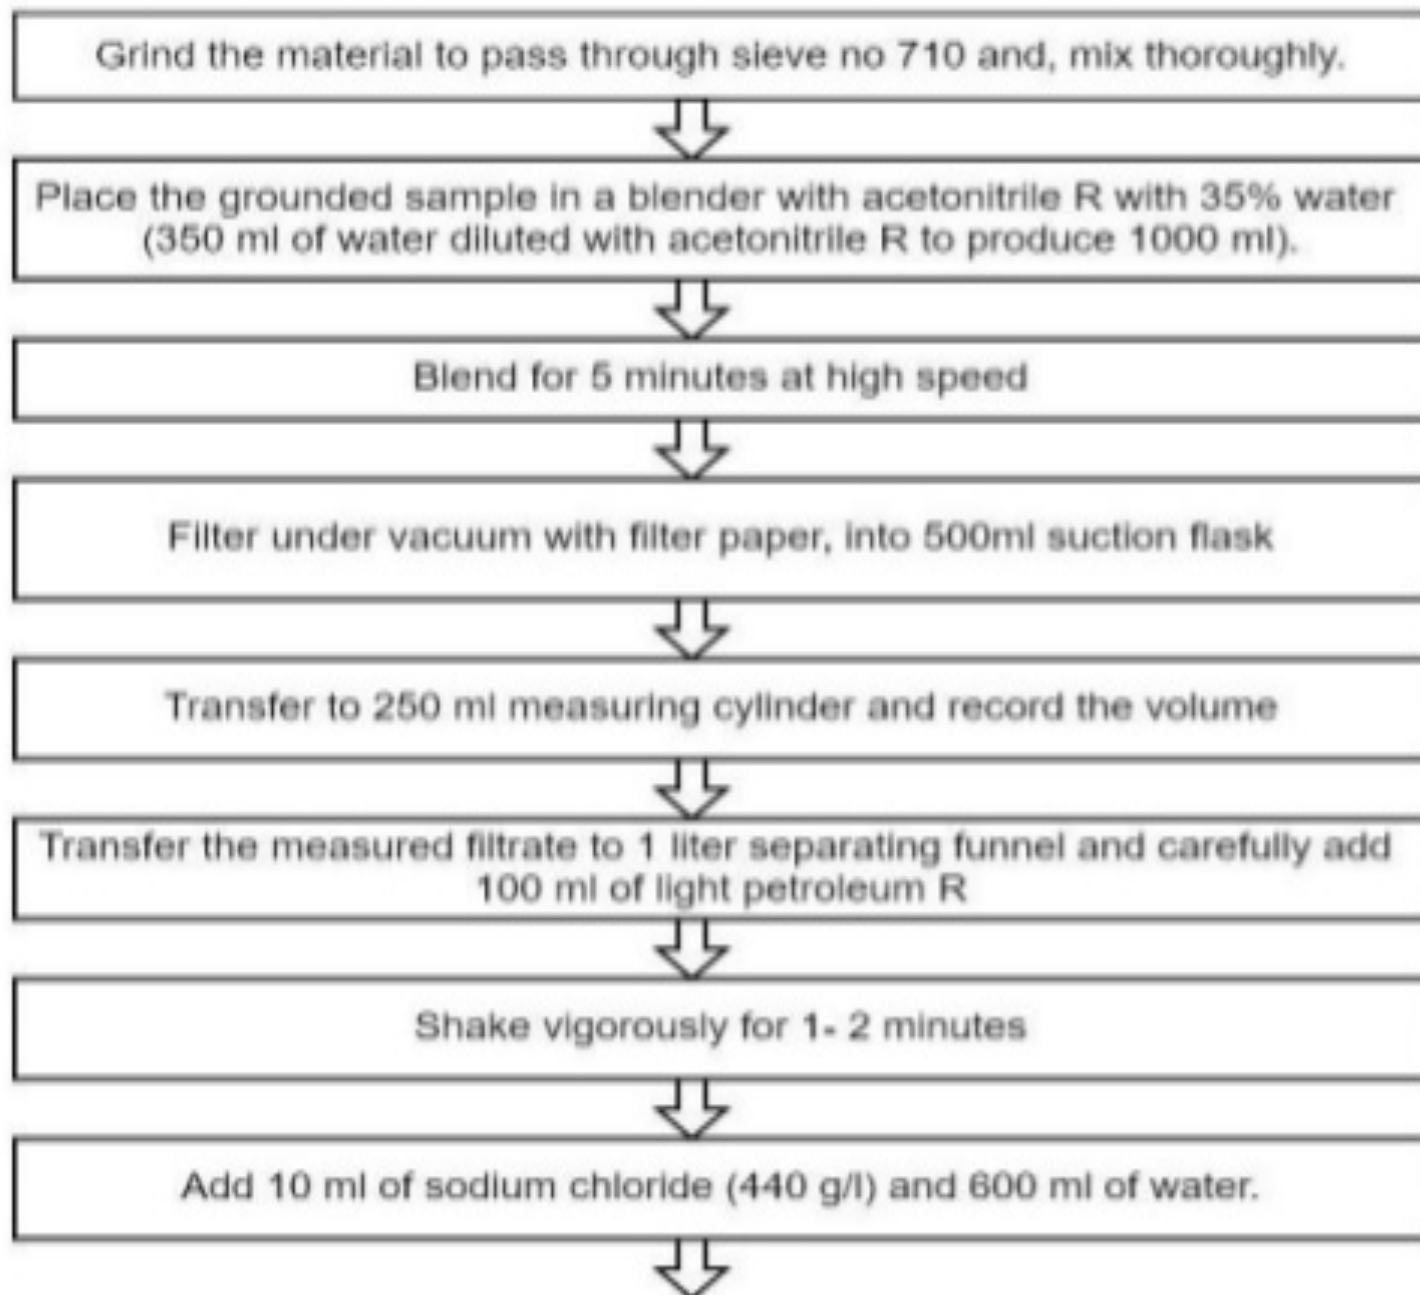 Grind the material to pass through sieve no 710 and, mix thoroughly.
Place the grounded sample in a blender with acetonitrile R with 35% water
(350 ml of water diluted with acetonitrile R to produce 1000 ml).
Blend for 5 minutes at high speed
Filter under vacuum with filter paper, into 500ml suction flask
Transfer to 250 ml measuring cylinder and record the volume
Transfer the measured filtrate to 1 liter separating funnel and carefully add
100 ml of light petroleum R
Shake vigorously for 1- 2 minutes
Add 10 ml of sodium chloride (440 g/l) and 600 ml of water.